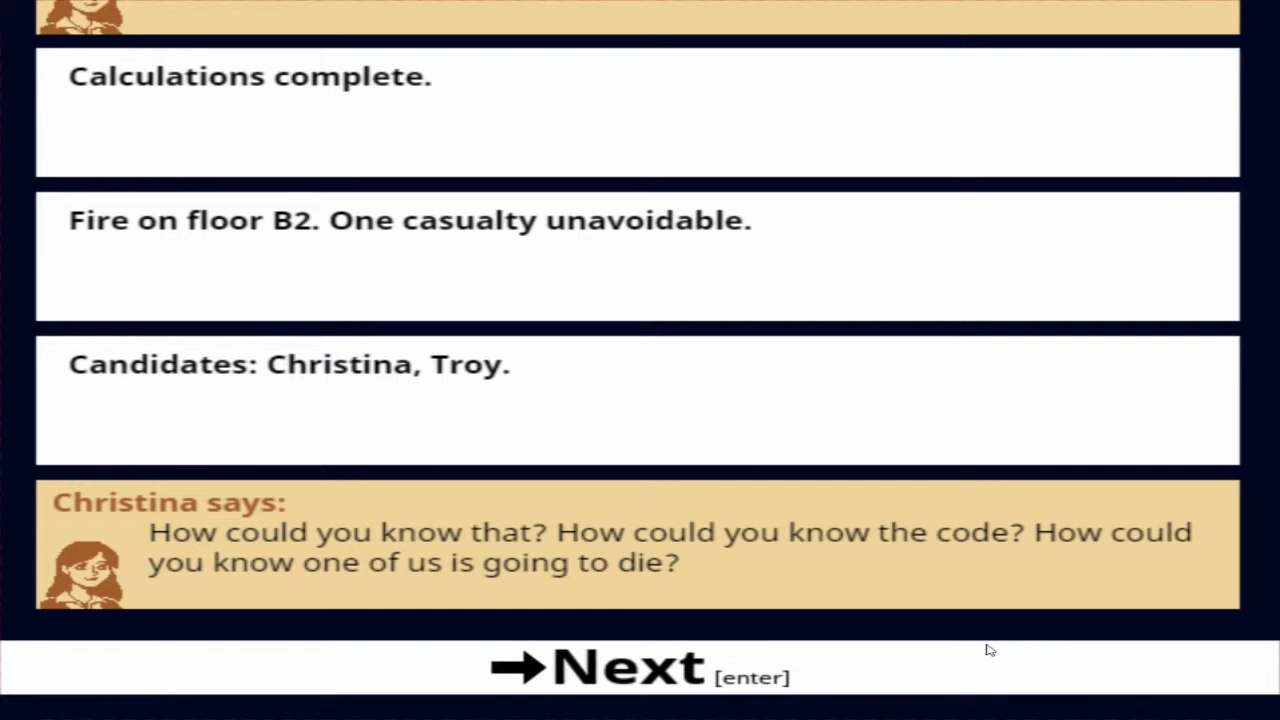 Calculations complete.
Fire on floor B2. One casualty unavoidable.
Candidates: Christina, Troy.
Christina says:
How could you know that? How could you know the code? How could
you know one of us is going to die?
➡Next [enter]